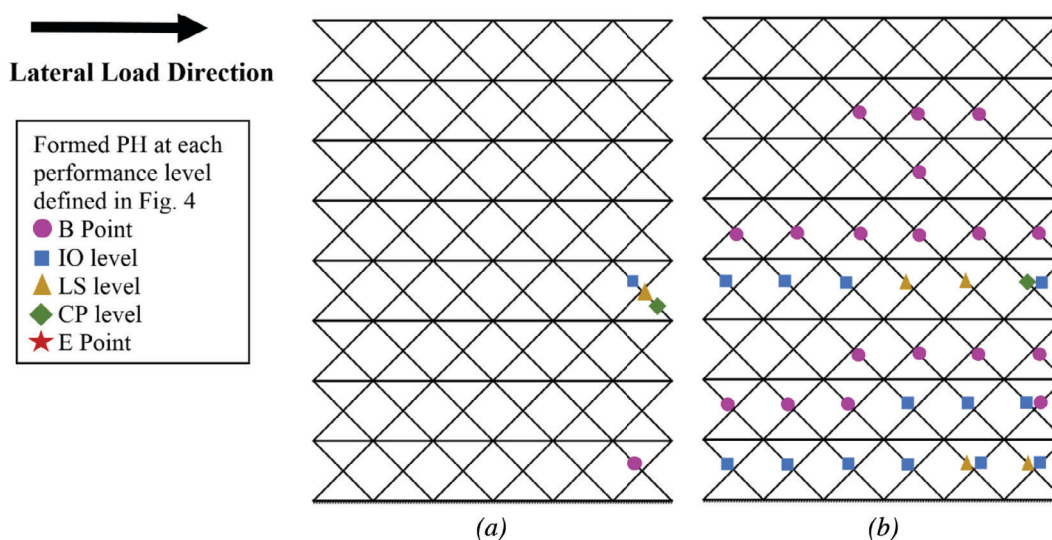 Lateral Load Direction
Formed PH at each
performance level
defined in Fig. 4
B Point
IO level
LS level
CP level
E Point
(a)
(b)